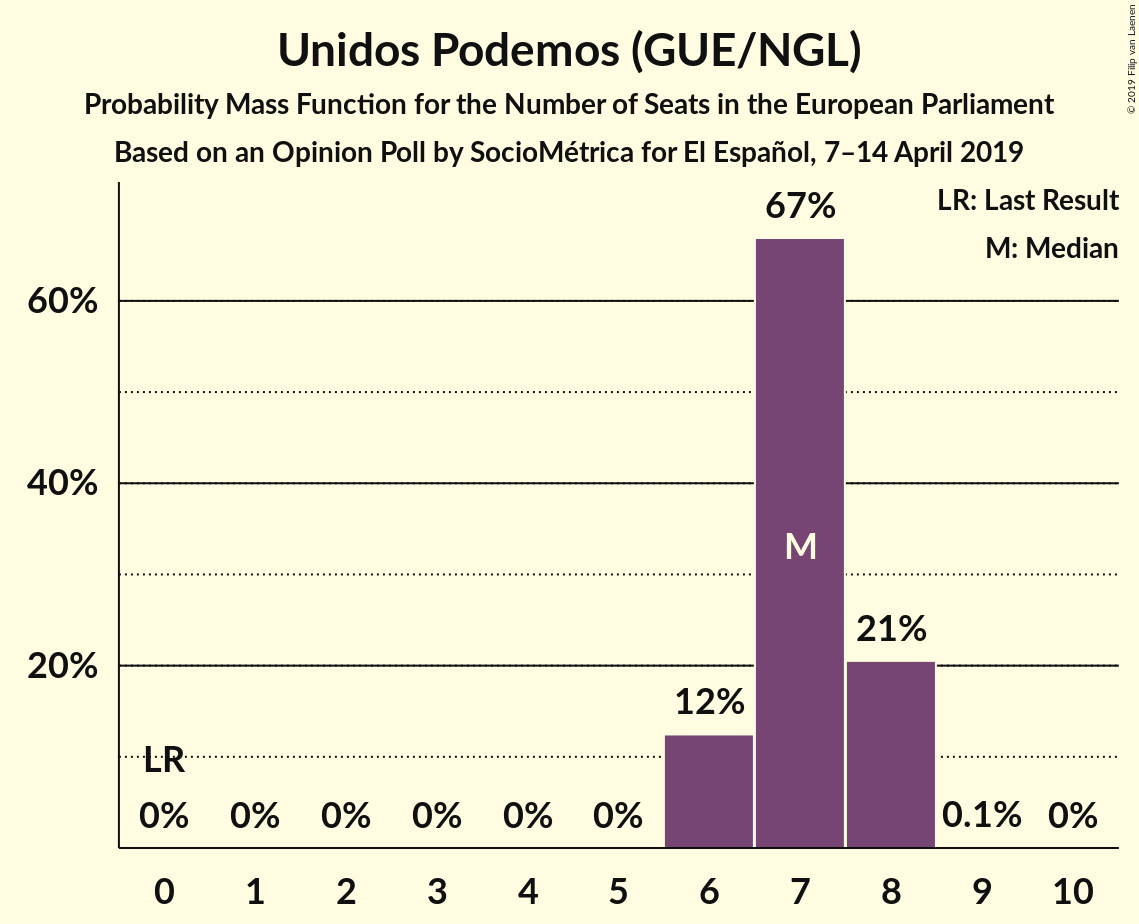 Unidos Podemos (GUE/NGL)
Probability Mass Function for the Number of Seats in the European Parliament
Based on an Opinion Poll by SocioMétrica for El Español, 7–14 April 2019
© 2019 Filip van Laenen
LR: Last Result
M: Median
67%
60%
40%
M
21%
20%
12%
LR
0% 0% 0% 0% 0% 0% 0.1% 0%
0 1 2 3 4 5 6 7 8 9 10